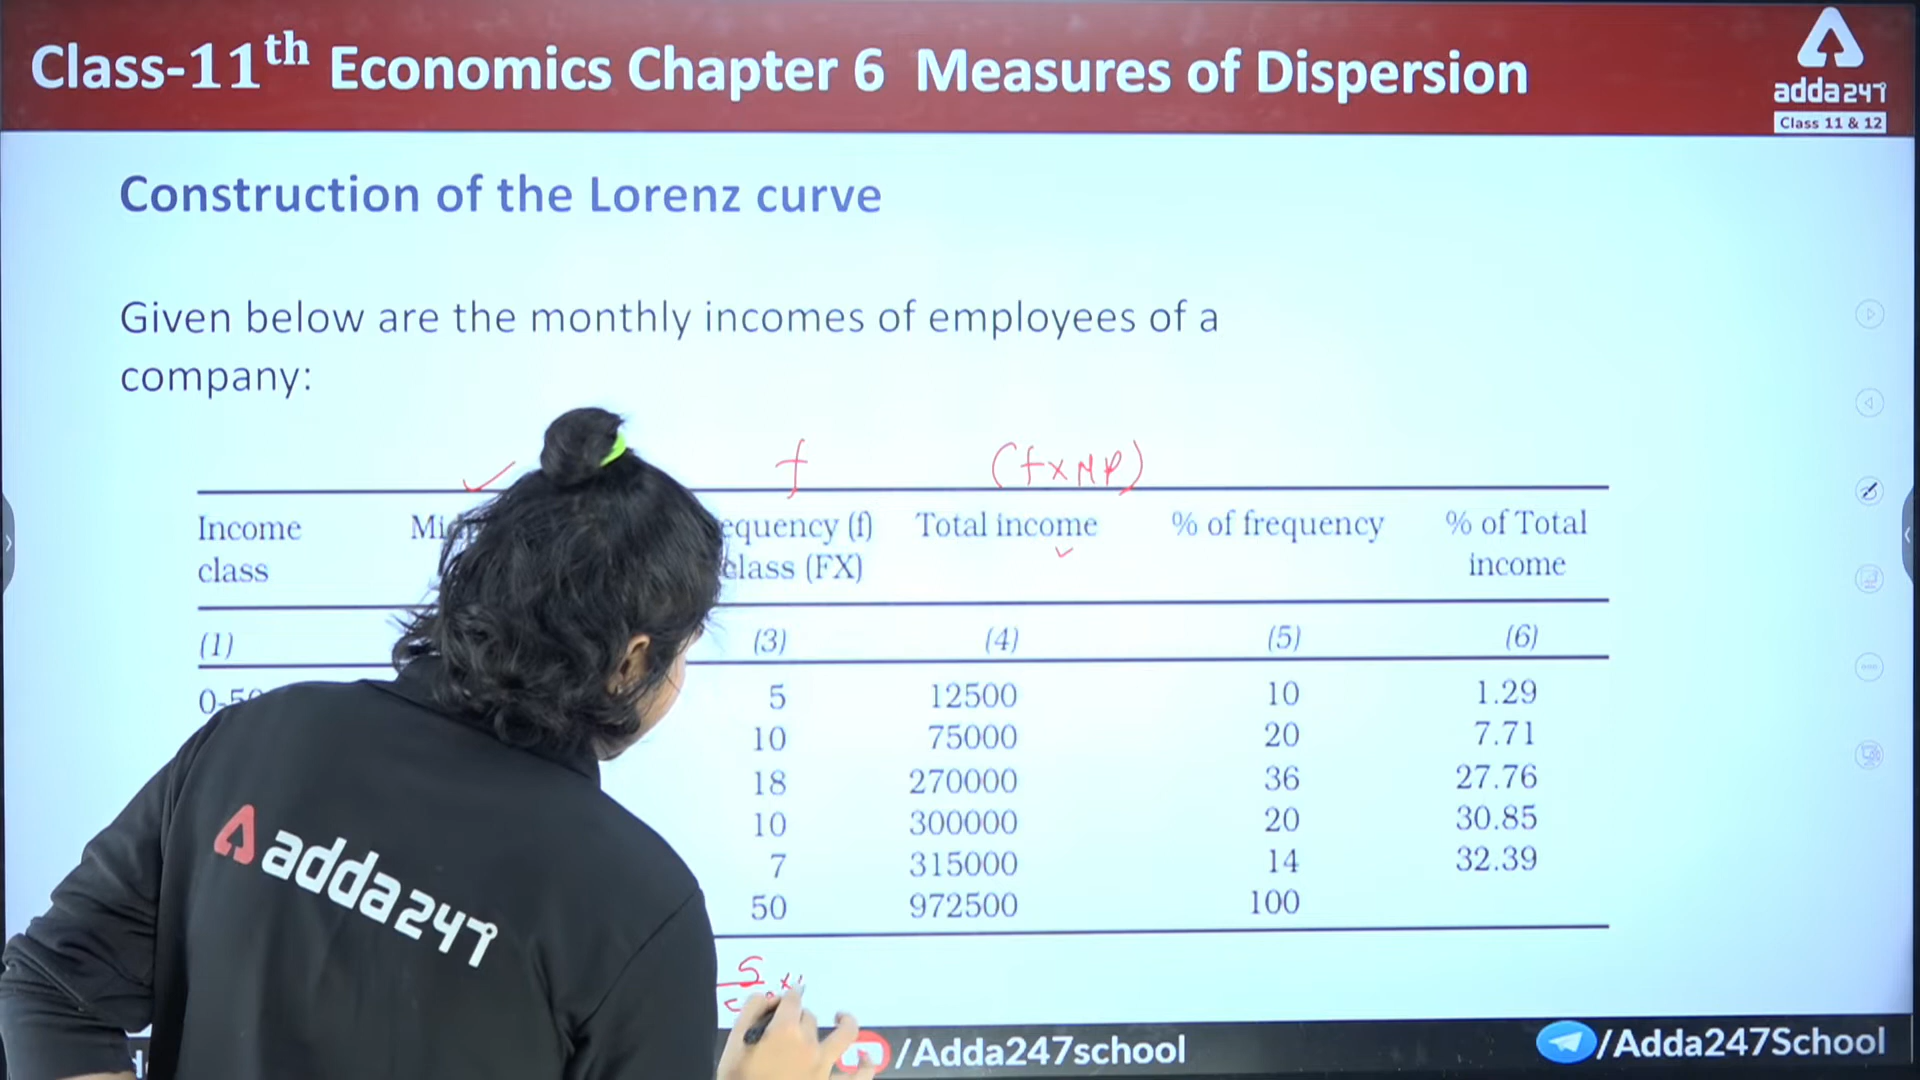 Class-11th Economics Chapter 6 Measures of Dispersion
adda247
Class 11 & 12
Construction of the Lorenz curve
Given below are the monthly incomes of employees of a
company:
f (f×MP)
Income equency (f) Total income % of frequency % of Total
class class (FX) income
(1) (3) (4) (5) (6)
5 12500 10 1.29
10 75000 20 7.71
18 270000 36 27.76
10 300000 20 30.85
7 315000 14 32.39
50 972500 100
5
adda247
/Adda247school
/Adda247School